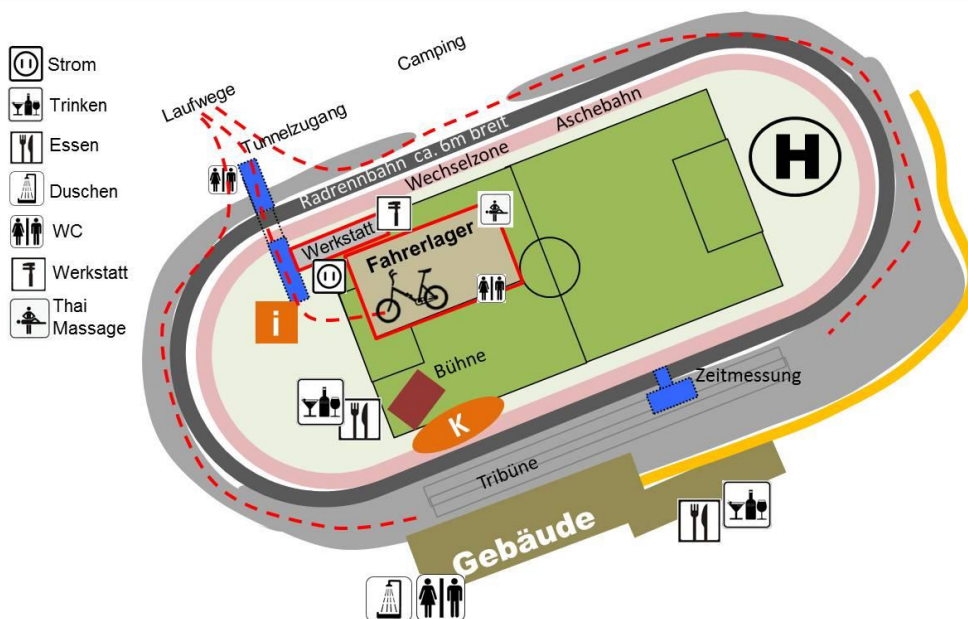 Strom
Trinken
Essen
Duschen
WC
Werkstatt
Thai
Massage
Camping
Laufwege
Tunnelzugang
Radrennbahn ca. 6m breit
Aschebahn
Wechselzone
H
Werkstatt
Fahrerlager
i
Bühne
K
Zeitmessung
Tribüne
Gebäude